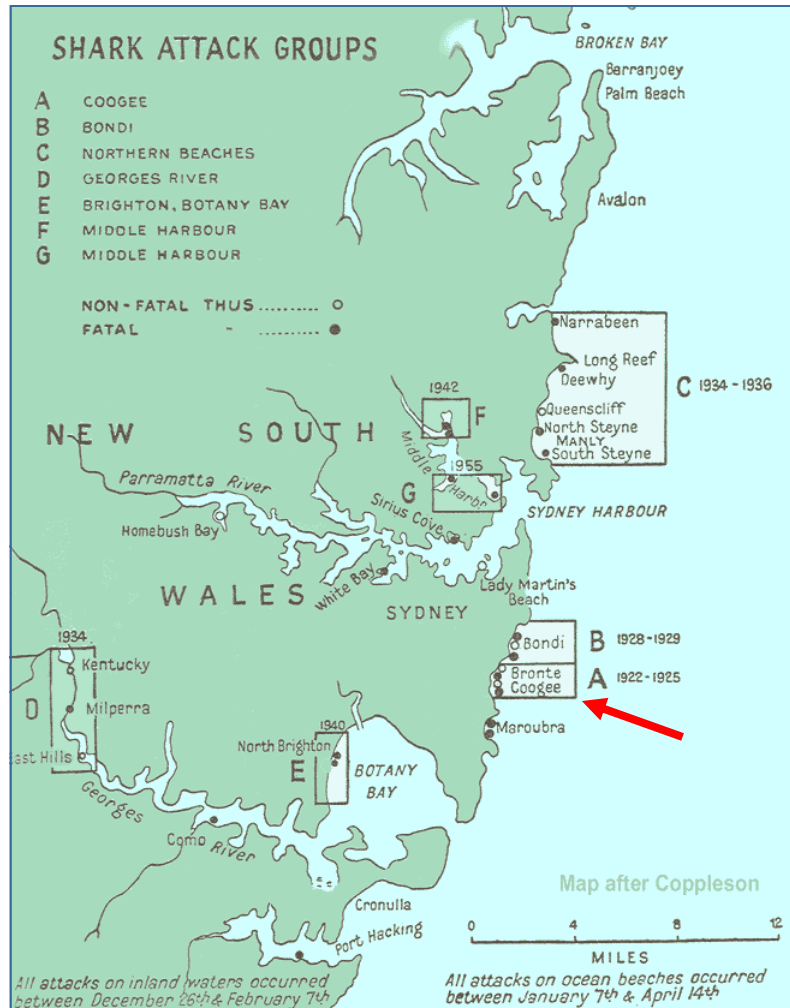 SHARK ATTACK GROUPS
A COOGEE
B BONDI
C NORTHERN BEACHES
D GEORGES RIVER
E BRIGHTON, BOTANY BAY
F MIDDLE HARBOUR
G MIDDLE HARBOUR
NON-FATAL THUS..........
FATAL " ..........
BROKEN BAY
Barranjoey
Palm Beach
Avalon
Narrabeen
Long Reef
Deewhy
C 1934-1936
Queenscliff
North Steyne
MANLY
South Steyne
1942
F
NEW SOUTH WALES
Middle Harbr
1955
G
Parramatta River
Homebush Bay
Sirius Cove
SYDNEY HARBOUR
White Bay
Lady Martin's
Beach
SYDNEY
Bondi
B 1928-1929
Bronte
Coogee
A 1922-1925
Maroubra
1934
Kentucky
D
Milperra
East Hills
1940
North Brighton
E
BOTANY
BAY
Georges River
Como
Cronulla
Port Hacking
Map after Coppleson
0 4 8 12
MILES
All attacks on inland waters occurred
between December 26th & February 7th
All attacks on ocean beaches occurred
between January 7th & April 14th